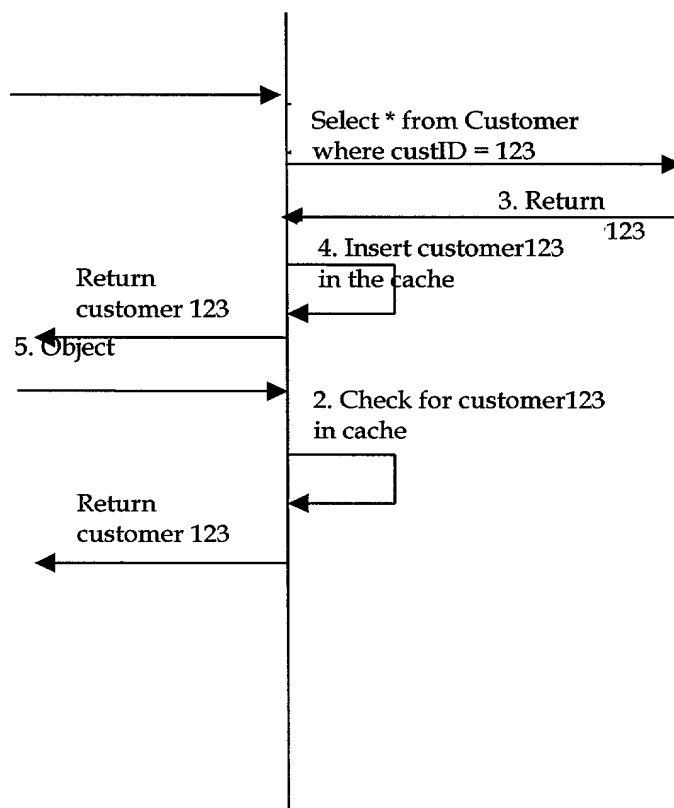 Select * from Customer
where custID = 123
3. Return
123
4. Insert customer123
in the cache
Return
customer 123
5. Object
2. Check for customer123
in cache
Return
customer 123